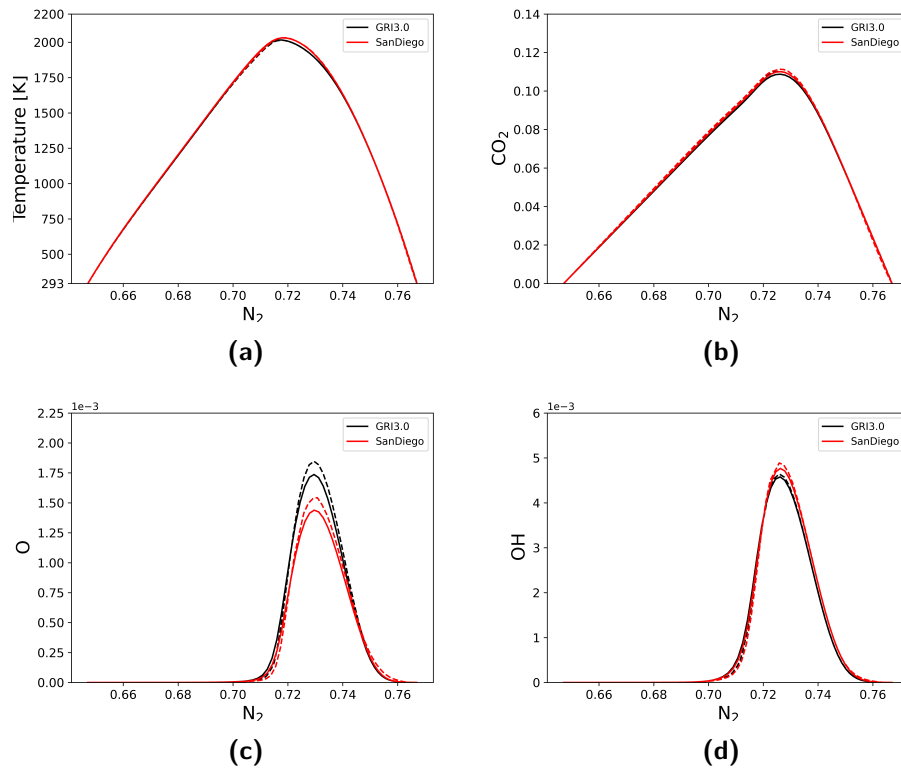 2200
2000
1750
1500
1250
1000
750
500
293
Temperature [K]
0.66 0.68 0.70 0.72 0.74 0.76
N₂
GRI3.0
SanDiego
(a)
0.14
0.12
0.10
0.08
0.06
0.04
0.02
0.00
CO₂
0.66 0.68 0.70 0.72 0.74 0.76
N₂
GRI3.0
SanDiego
(b)
1e−3
2.25
2.00
1.75
1.50
1.25
1.00
0.75
0.50
0.25
0.00
O
0.66 0.68 0.70 0.72 0.74 0.76
N₂
GRI3.0
SanDiego
(c)
1e−3
6
5
4
3
2
1
0
OH
0.66 0.68 0.70 0.72 0.74 0.76
N₂
GRI3.0
SanDiego
(d)